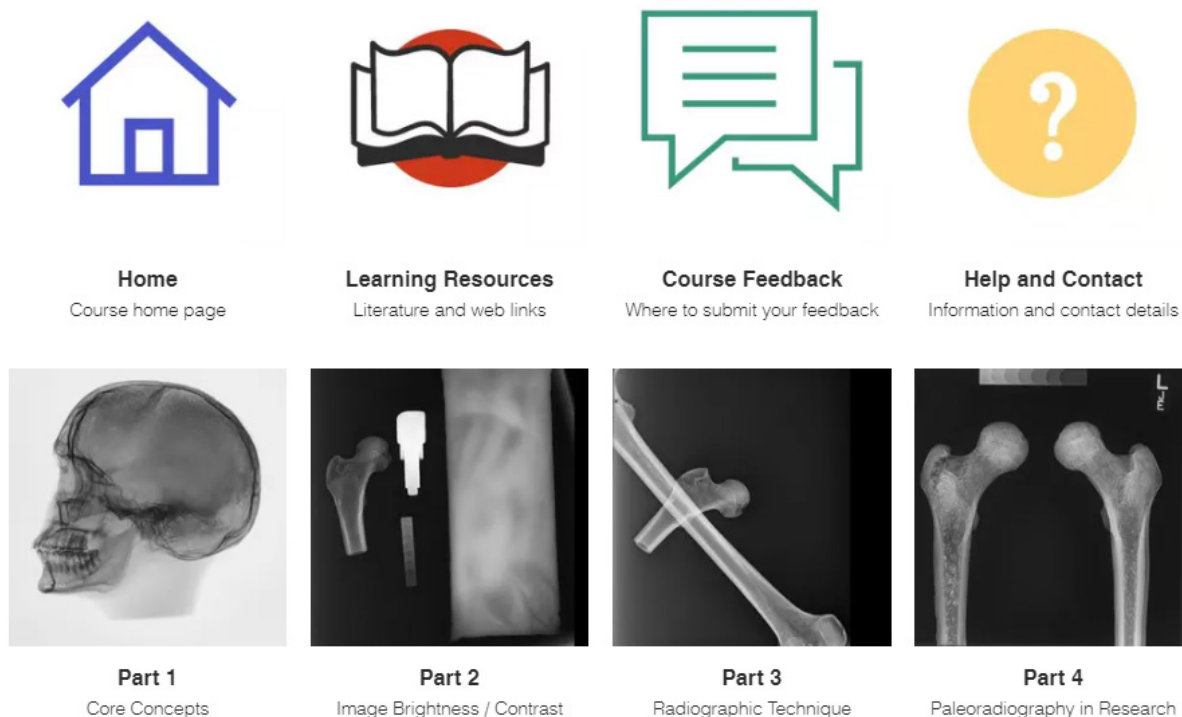 ?
Home
Course home page
Learning Resources
Literature and web links
Course Feedback
Where to submit your feedback
Help and Contact
Information and contact details
Part 1
Core Concepts
Part 2
Image Brightness / Contrast
Part 3
Radiographic Technique
Part 4
Paleoradiography in Research